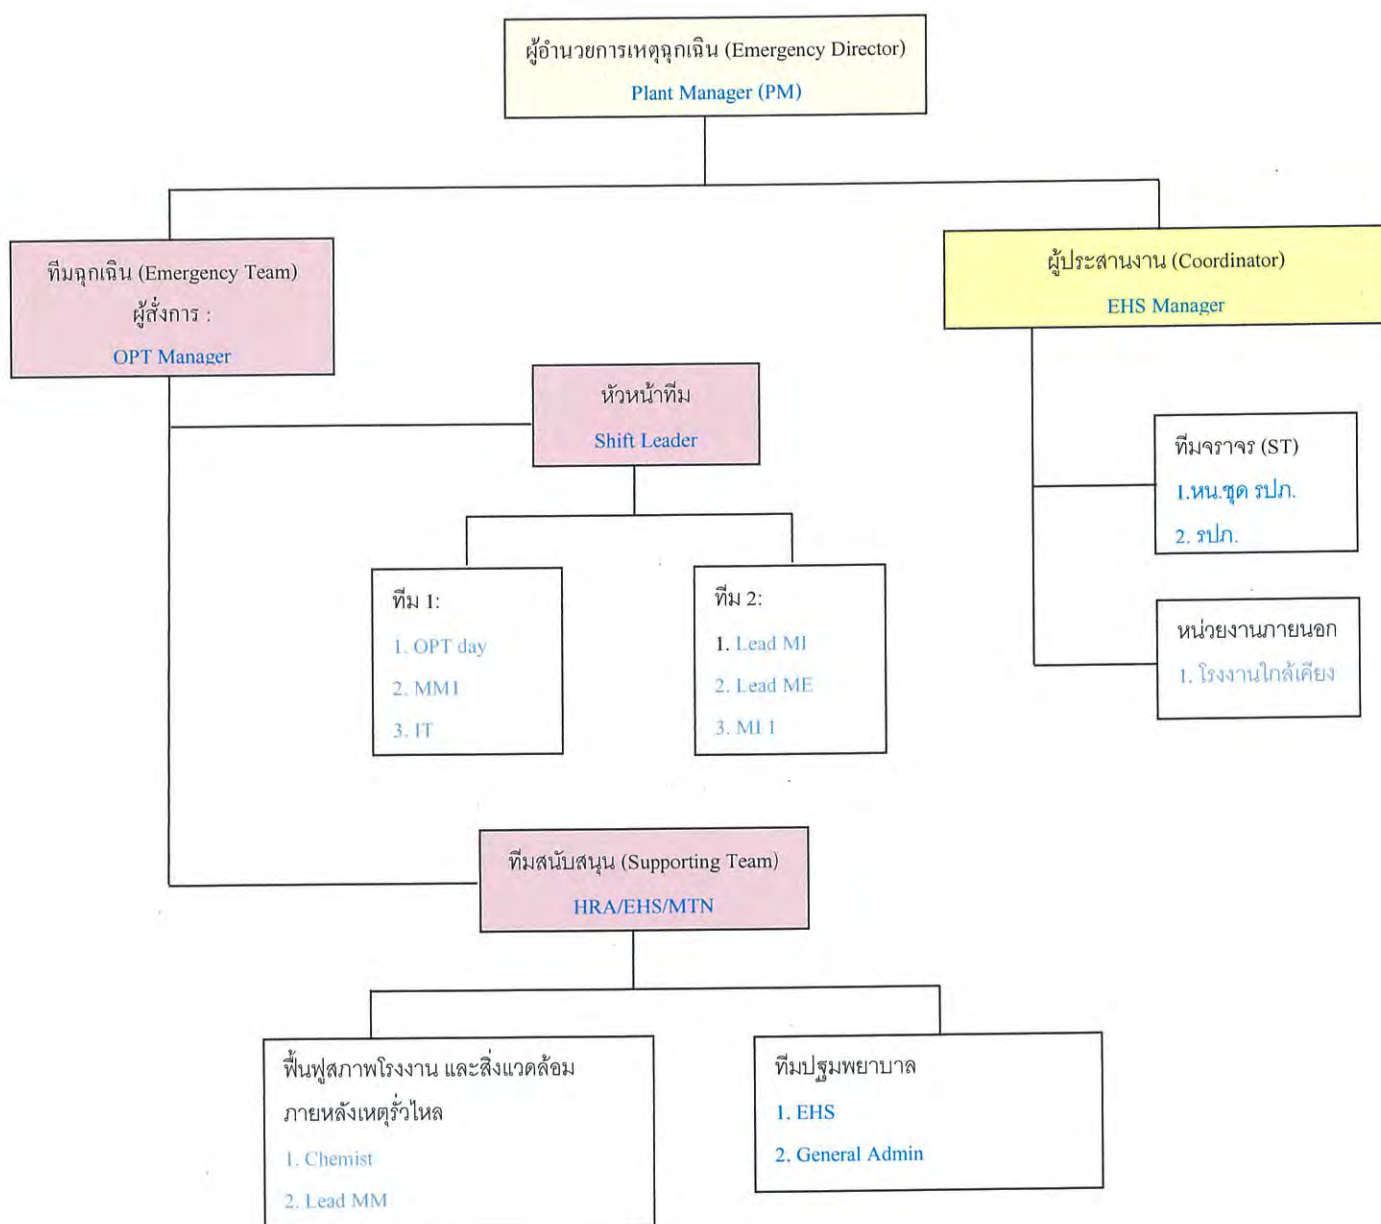 ผู้อำนวยการเหตุฉุกเฉิน (Emergency Director)
Plant Manager (PM)
ทีมฉุกเฉิน (Emergency Team)
ผู้สั่งการ :
OPT Manager
ผู้ประสานงาน (Coordinator)
EHS Manager
หัวหน้าทีม
Shift Leader
ทีมจราจร (ST)
1.หน.ชุด รปภ.
2. รปภ.
ทีม 1:
1. OPT day
2. MM1
3. IT
ทีม 2:
1. Lead MI
2. Lead ME
3. MI 1
หน่วยงานภายนอก
1. โรงงานใกล้เคียง
ทีมสนับสนุน (Supporting Team)
HRA/EHS/MTN
ฟื้นฟูสภาพโรงงาน และสิ่งแวดล้อม
ภายหลังเหตุรั่วไหล
1. Chemist
2. Lead MM
ทีมปฐมพยาบาล
1. EHS
2. General Admin